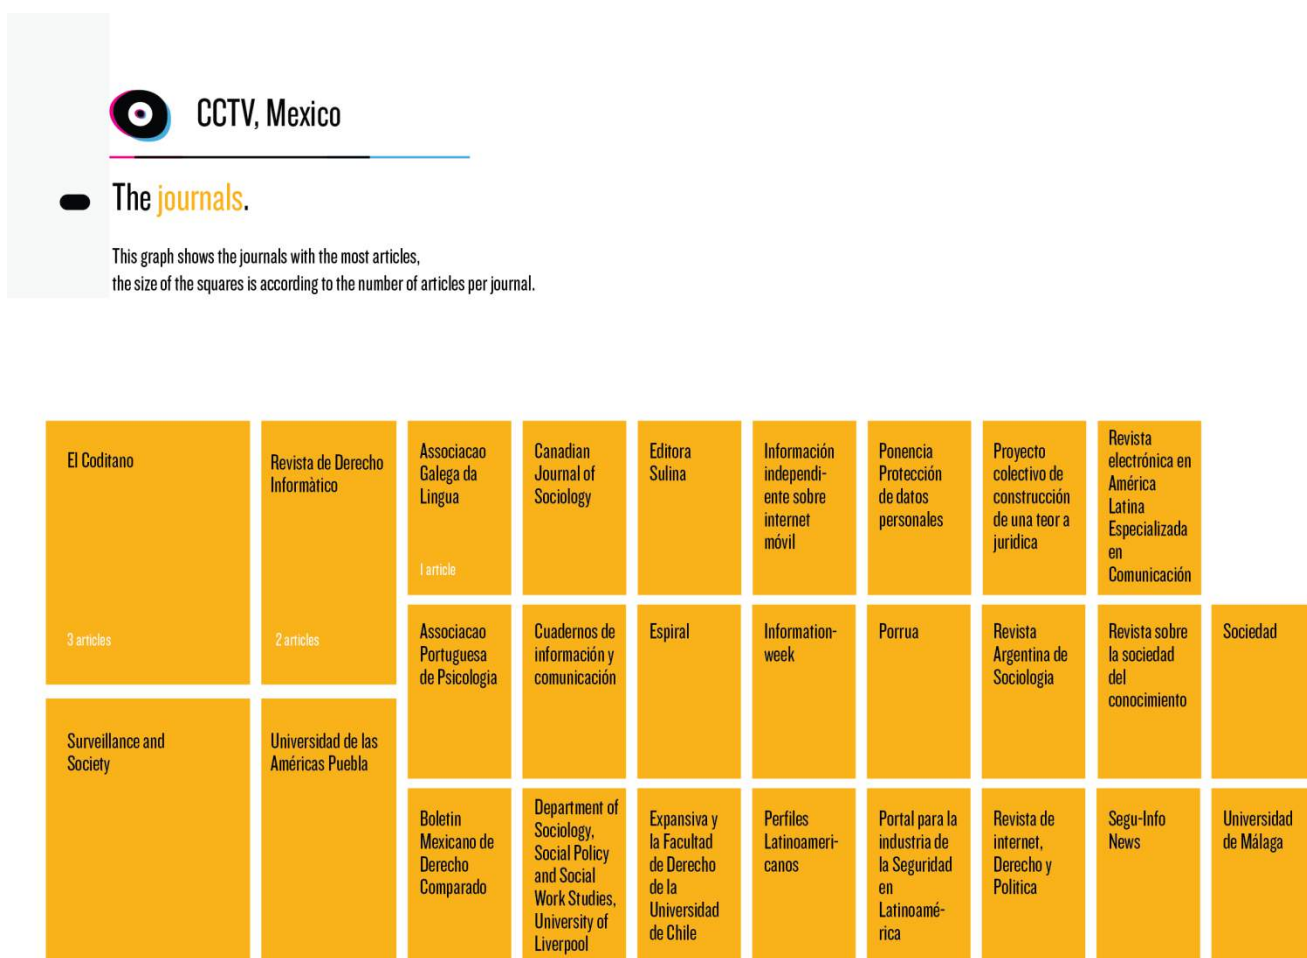 CCTV, Mexico
The journals.
This graph shows the journals with the most articles,
the size of the squares is according to the number of articles per journal.
El Coditano
3 articles
Revista de Derecho
Informàtico
2 articles
Associacao
Galega da
Lingua
1 article
Canadian
Journal of
Sociology
Editora
Sulina
Información
independi-
ente sobre
internet
móvil
Ponencia
Protección
de datos
personales
Proyecto
colectivo de
construcción
de una teor a
juridica
Revista
electrónica en
América
Latina
Especializada
en
Comunicación
Associacao
Portuguesa
de Psicologia
Cuadernos de
información y
comunicación
Espiral
Information-
week
Porrua
Revista
Argentina de
Sociologia
Revista sobre
la sociedad
del
conocimiento
Sociedad
Surveillance and
Society
Universidad de las
Américas Puebla
Boletin
Mexicano de
Derecho
Comparado
Department of
Sociology,
Social Policy
and Social
Work Studies,
University of
Liverpool
Expansiva y
la Facultad
de Derecho
de la
Universidad
de Chile
Perfiles
Latinoameri-
canos
Portal para la
industria de
la Seguridad
en
Latinoamé-
rica
Revista de
internet,
Derecho y
Politica
Segu-Info
News
Universidad
de Málaga